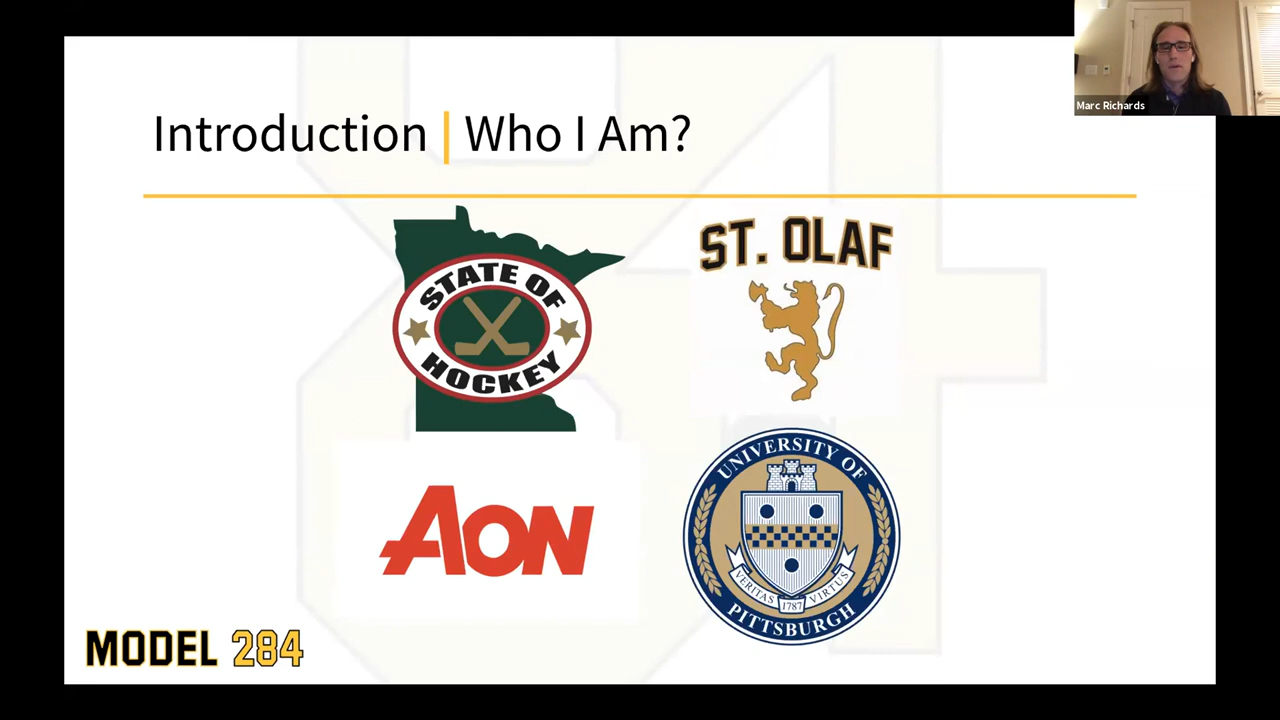 Marc Richards
Introduction | Who I Am?
STATE OF
HOCKEY
ST. OLAF
AON
UNIVERSITY OF
VERITAS 1787 VIRTUS
PITTSBURGH
MODEL 284